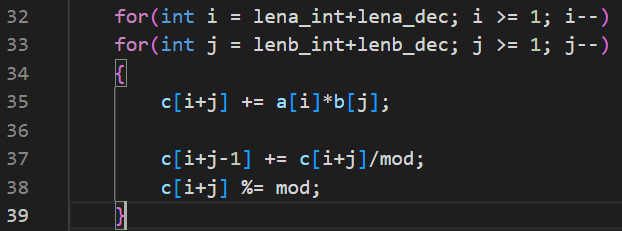 32 for(int i = lena_int+lena_dec; i >= 1; i--)
33 for(int j = lenb_int+lenb_dec; j >= 1; j--)
34 {
35     c[i+j] += a[i]*b[j];
36
37     c[i+j-1] += c[i+j]/mod;
38     c[i+j] %= mod;
39 }